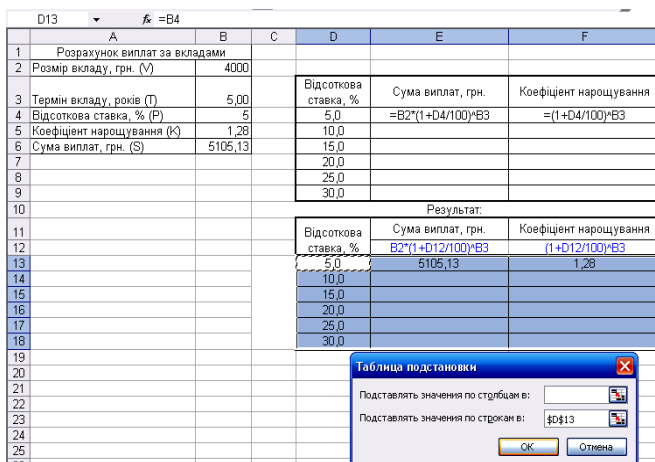 D13 fx =B4
A B C D E F
1 Розрахунок виплат за вкладами
2 Розмір вкладу, грн. (V) 4000
3 Термін вкладу, років (T) 5,00 Відсоткова ставка, % Сума виплат, грн. Коефіцієнт нарощування
4 Відсоткова ставка, % (P) 5 5,0 =B2*(1+D4/100)^B3 =(1+D4/100)^B3
5 Коефіцієнт нарощування (K) 1,28 10,0
6 Сума виплат, грн. (S) 5105,13 15,0
7 20,0
8 25,0
9 30,0
10 Результат:
11 Відсоткова Сума виплат, грн. Коефіцієнт нарощування
12 ставка, % B2*(1+D12/100)^B3 (1+D12/100)^B3
13 5,0 5105,13 1,28
14 10,0
15 15,0
16 20,0
17 25,0
18 30,0
19
20 Таблица подстановки
21
22 Подставлять значения по столбцам в:
23 Подставлять значения по строкам в: $D$13
24
25 OK Отмена